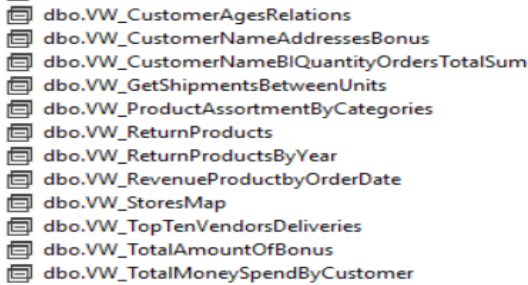 dbo.VW_CustomerAgesRelations
dbo.VW_CustomerNameAddressesBonus
dbo.VW_CustomerNameBIQuantityOrdersTotalSum
dbo.VW_GetShipmentsBetweenUnits
dbo.VW_ProductAssortmentByCategories
dbo.VW_ReturnProducts
dbo.VW_ReturnProductsByYear
dbo.VW_RevenueProductbyOrderDate
dbo.VW_StoresMap
dbo.VW_TopTenVendorsDeliveries
dbo.VW_TotalAmountOfBonus
dbo.VW_TotalMoneySpendByCustomer